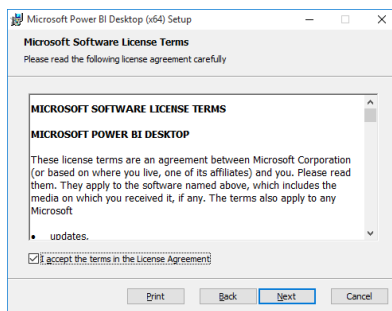 Microsoft Power BI Desktop (x64) Setup
Microsoft Software License Terms
Please read the following license agreement carefully
MICROSOFT SOFTWARE LICENSE TERMS
MICROSOFT POWER BI DESKTOP
These license terms are an agreement between Microsoft Corporation
(or based on where you live, one of its affiliates) and you. Please read
them. They apply to the software named above, which includes the
media on which you received it, if any. The terms also apply to any
Microsoft
• updates,
I accept the terms in the License Agreement
Print Back Next Cancel